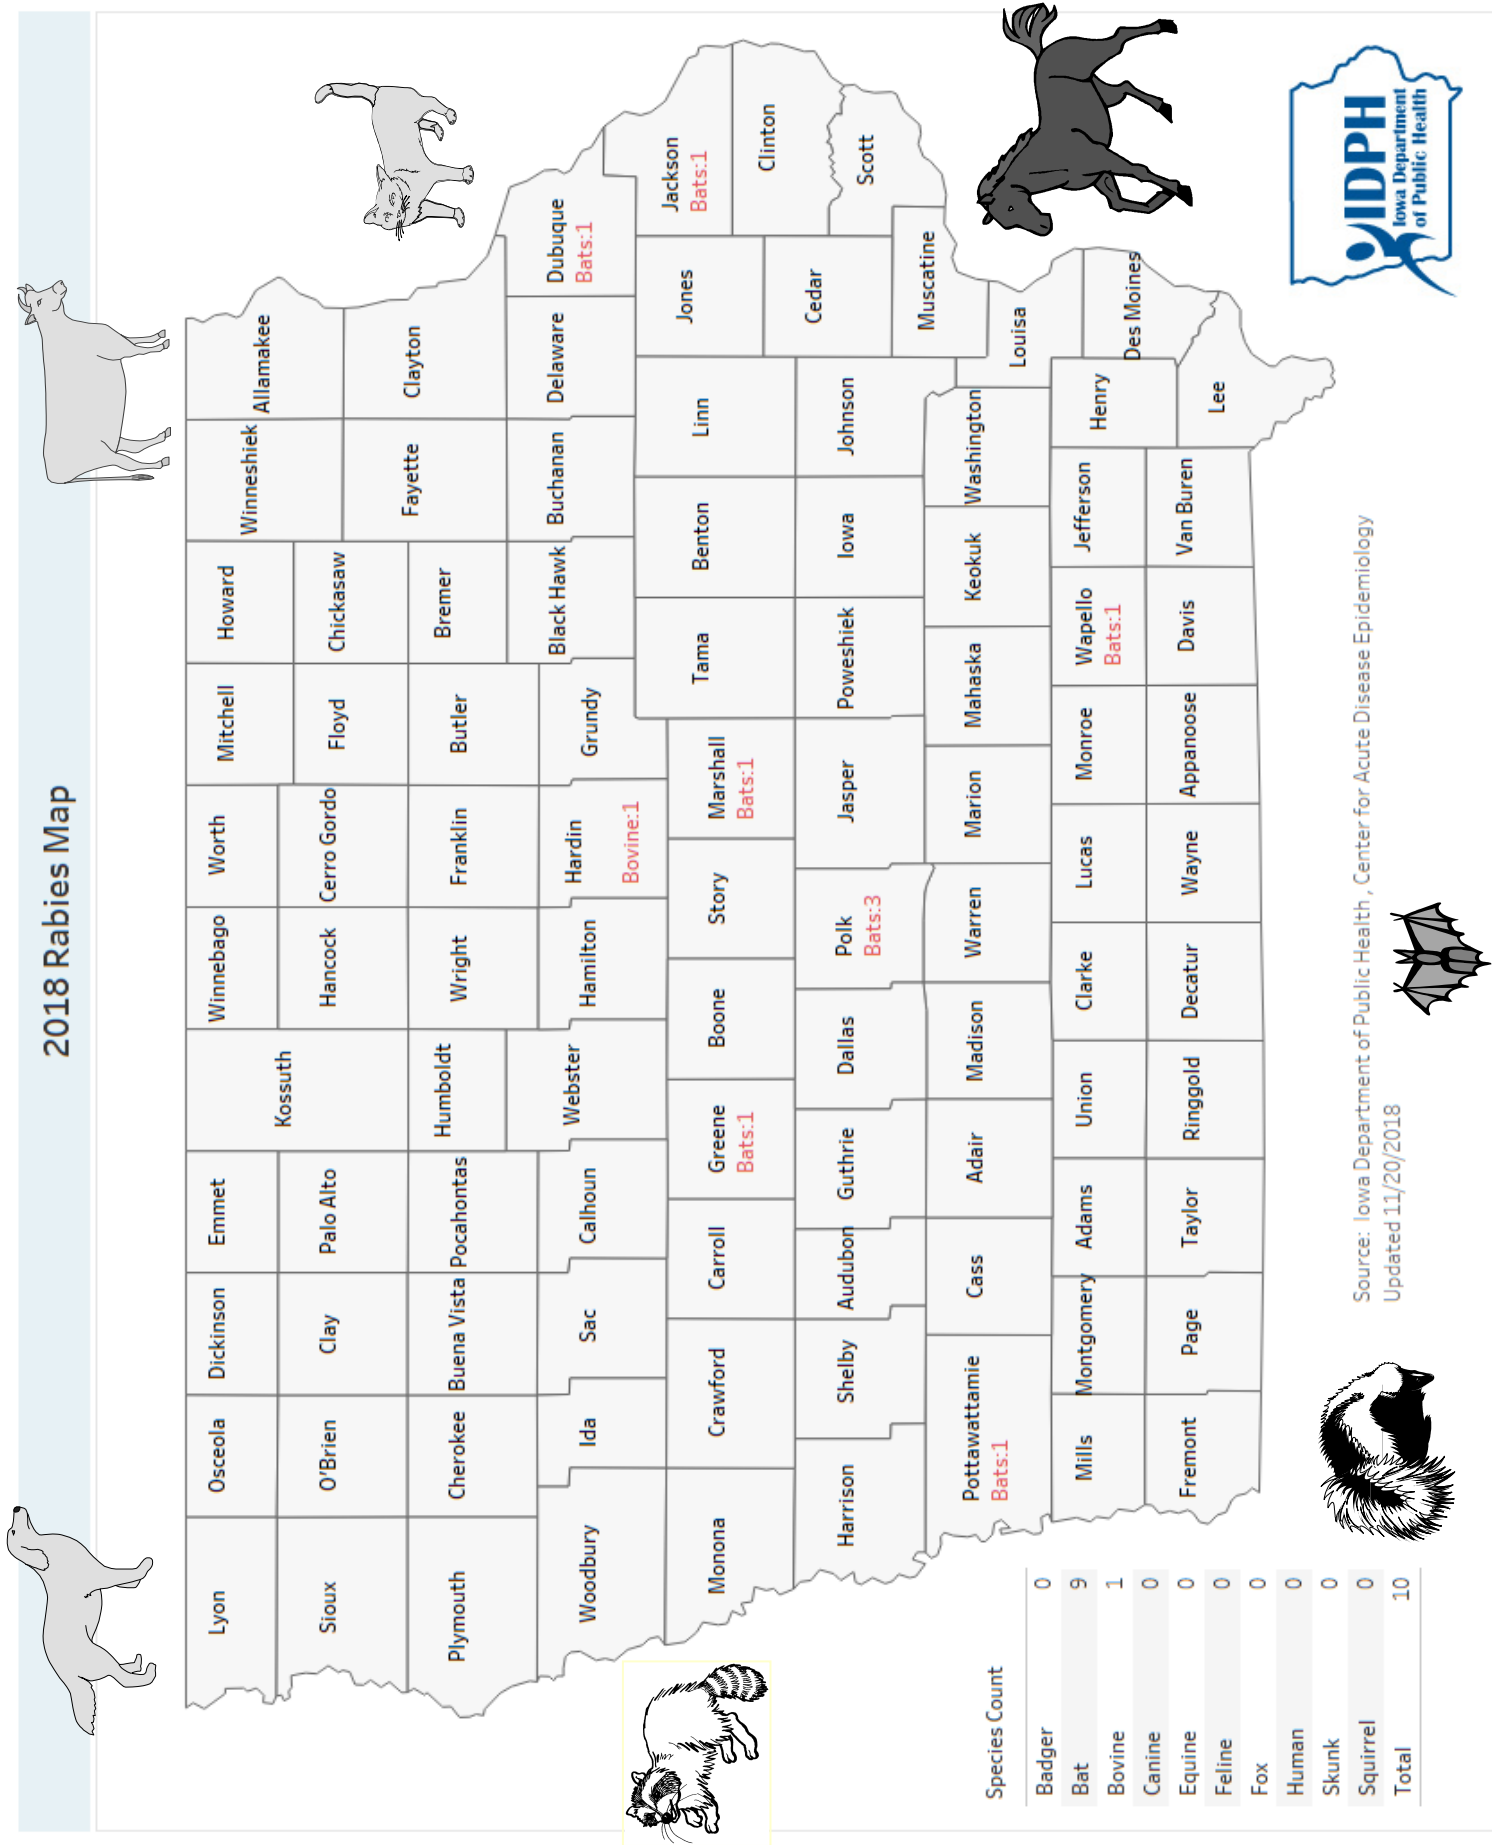 2018 Rabies Map
Lyon
Osceola
Dickinson
Emmet
Kossuth
Winnebago
Worth
Mitchell
Howard
Winneshiek
Allamakee
Sioux
O'Brien
Clay
Palo Alto
Hancock
Cerro Gordo
Floyd
Chickasaw
Fayette
Clayton
Plymouth
Cherokee
Buena Vista
Pocahontas
Humboldt
Wright
Franklin
Butler
Bremer
Woodbury
Ida
Sac
Calhoun
Webster
Hamilton
Hardin
Bovine:1
Grundy
Black Hawk
Buchanan
Delaware
Dubuque
Bats:1
Monona
Crawford
Carroll
Greene
Bats:1
Boone
Story
Marshall
Bats:1
Tama
Benton
Linn
Jones
Jackson
Bats:1
Clinton
Harrison
Shelby
Audubon
Guthrie
Dallas
Polk
Bats:3
Jasper
Poweshiek
Iowa
Johnson
Cedar
Scott
Muscatine
Pottawattamie
Bats:1
Cass
Adair
Madison
Warren
Marion
Mahaska
Keokuk
Washington
Louisa
Mills
Montgomery
Adams
Union
Clarke
Lucas
Monroe
Wapello
Bats:1
Jefferson
Henry
Des Moines
Fremont
Page
Taylor
Ringgold
Decatur
Wayne
Appanoose
Davis
Van Buren
Lee
Species Count
Badger 0
Bat 9
Bovine 1
Canine 0
Equine 0
Feline 0
Fox 0
Human 0
Skunk 0
Squirrel 0
Total 10
Source: Iowa Department of Public Health, Center for Acute Disease Epidemiology
Updated 11/20/2018
IDPH
Iowa Department
of Public Health